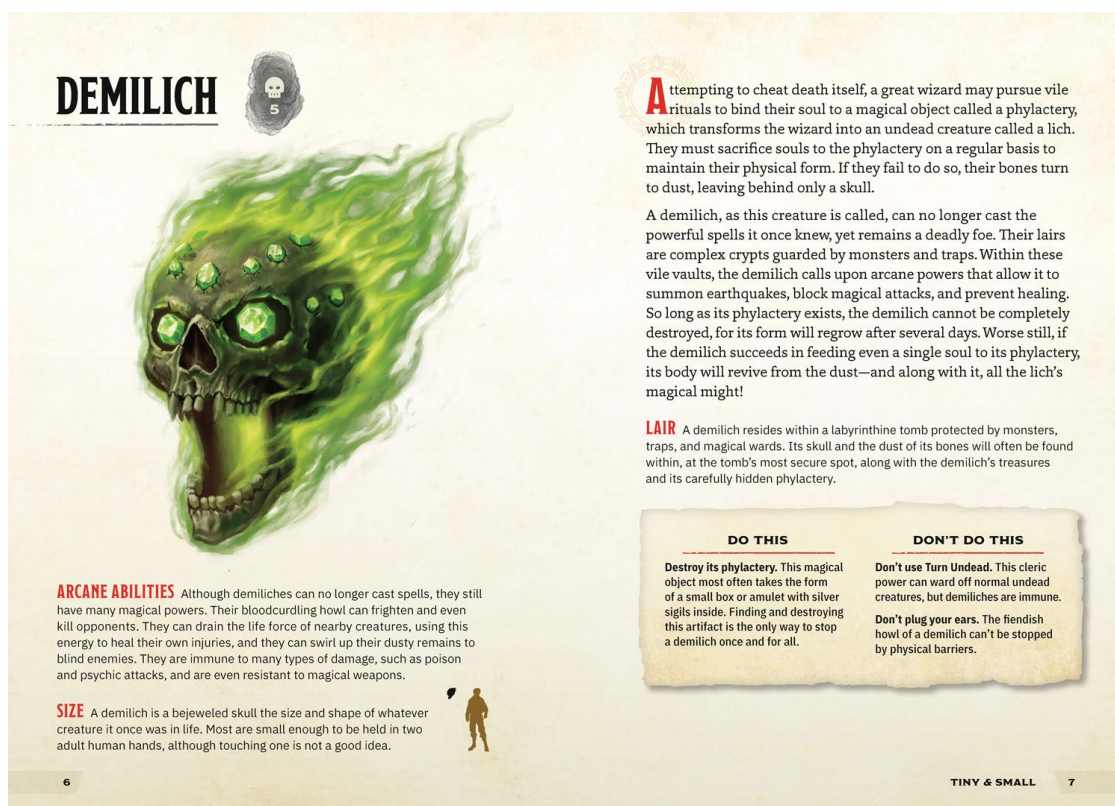 DEMILICH
5
ARCANE ABILITIES Although demiliches can no longer cast spells, they still
have many magical powers. Their bloodcurdling howl can frighten and even
kill opponents. They can drain the life force of nearby creatures, using this
energy to heal their own injuries, and they can swirl up their dusty remains to
blind enemies. They are immune to many types of damage, such as poison
and psychic attacks, and are even resistant to magical weapons.
SIZE A demilich is a bejeweled skull the size and shape of whatever
creature it once was in life. Most are small enough to be held in two
adult human hands, although touching one is not a good idea.
6
Attempting to cheat death itself, a great wizard may pursue vile
rituals to bind their soul to a magical object called a phylactery,
which transforms the wizard into an undead creature called a lich.
They must sacrifice souls to the phylactery on a regular basis to
maintain their physical form. If they fail to do so, their bones turn
to dust, leaving behind only a skull.
A demilich, as this creature is called, can no longer cast the
powerful spells it once knew, yet remains a deadly foe. Their lairs
are complex crypts guarded by monsters and traps. Within these
vile vaults, the demilich calls upon arcane powers that allow it to
summon earthquakes, block magical attacks, and prevent healing.
So long as its phylactery exists, the demilich cannot be completely
destroyed, for its form will regrow after several days. Worse still, if
the demilich succeeds in feeding even a single soul to its phylactery,
its body will revive from the dust—and along with it, all the lich's
magical might!
LAIR A demilich resides within a labyrinthine tomb protected by monsters,
traps, and magical wards. Its skull and the dust of its bones will often be found
within, at the tomb's most secure spot, along with the demilich's treasures
and its carefully hidden phylactery.
DO THIS
Destroy its phylactery. This magical
object most often takes the form
of a small box or amulet with silver
sigils inside. Finding and destroying
this artifact is the only way to stop
a demilich once and for all.
DON'T DO THIS
Don't use Turn Undead. This cleric
power can ward off normal undead
creatures, but demiliches are immune.
Don't plug your ears. The fiendish
howl of a demilich can't be stopped
by physical barriers.
TINY & SMALL 7